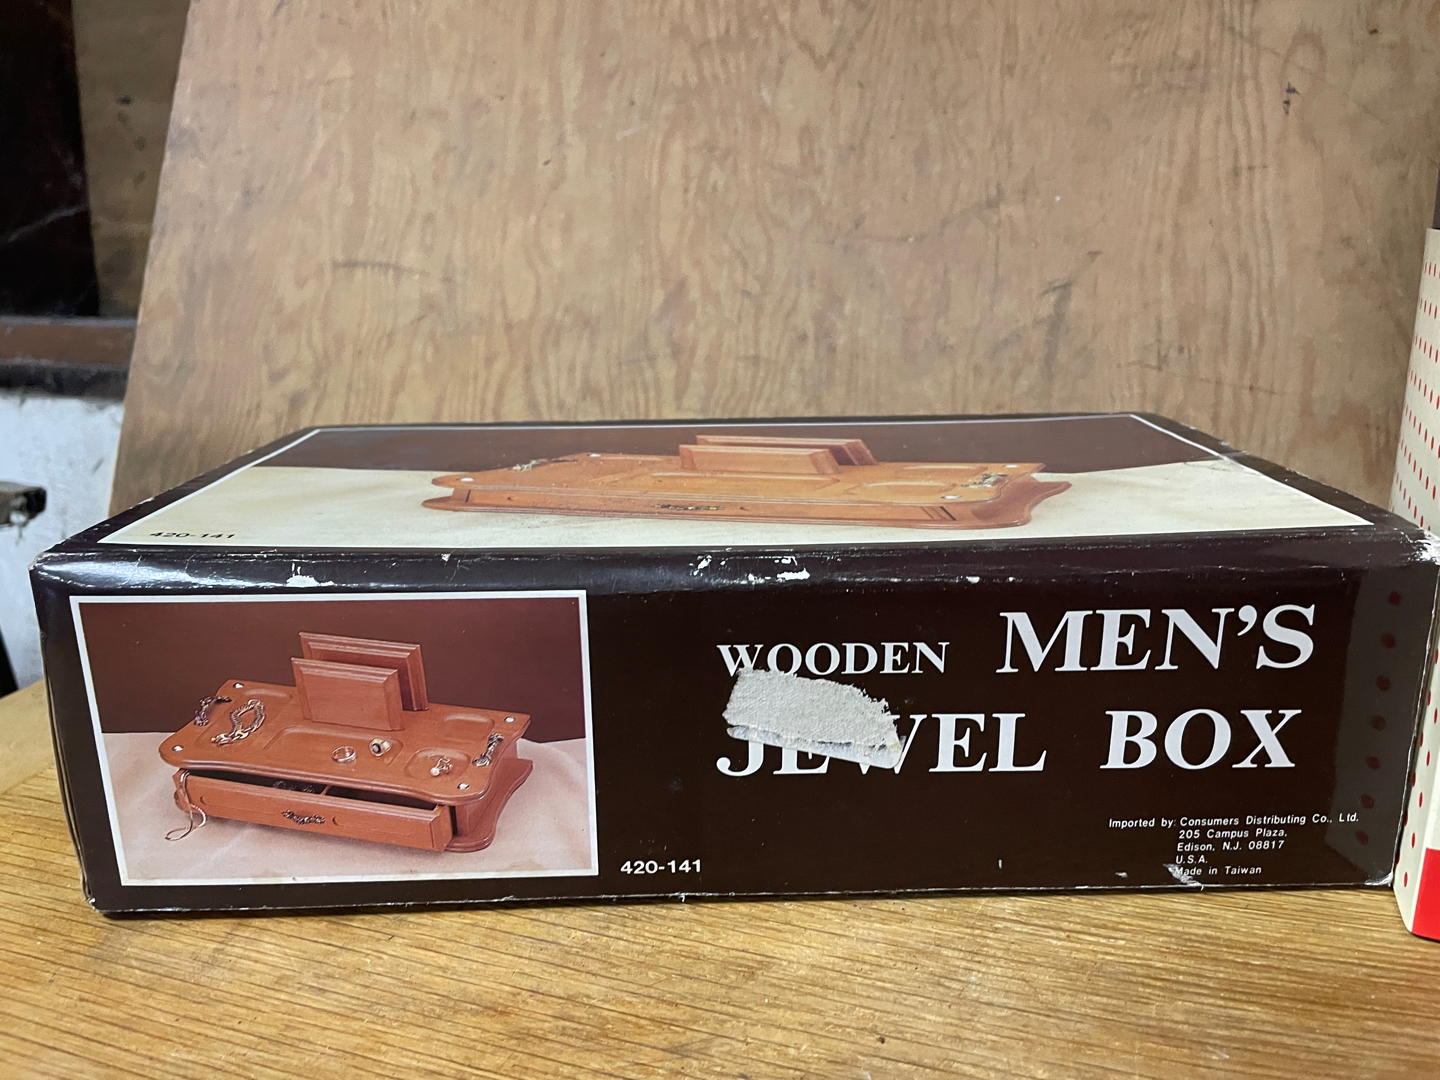 420-141
WOODEN MEN'S
JEWEL BOX
Imported by: Consumers Distributing Co., Ltd.
205 Campus Plaza,
Edison, N.J. 08817
U.S.A.
Made in Taiwan
420-141